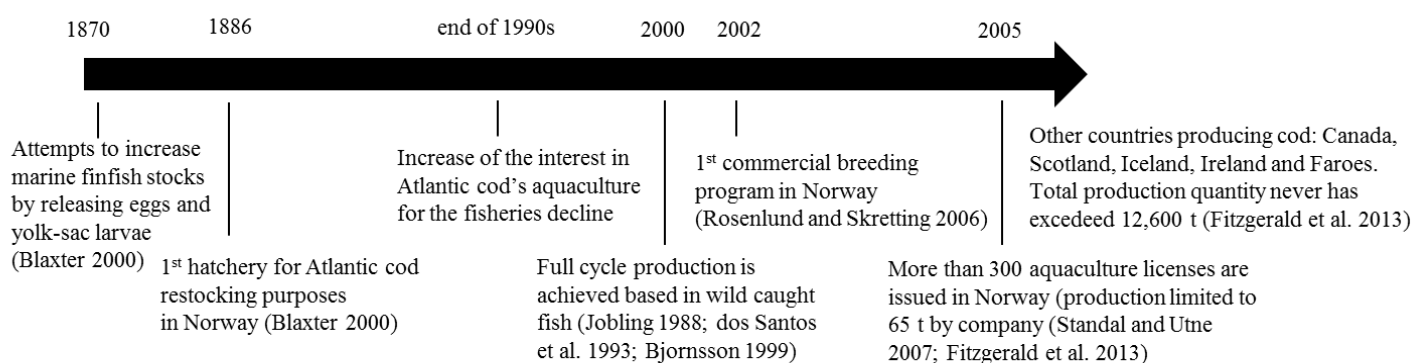 1870
1886
end of 1990s
2000
2002
2005
Attempts to increase
marine finfish stocks
by releasing eggs and
yolk-sac larvae
(Blaxter 2000)
1st hatchery for Atlantic cod
restocking purposes
in Norway (Blaxter 2000)
Increase of the interest in
Atlantic cod’s aquaculture
for the fisheries decline
Full cycle production is
achieved based in wild caught
fish (Jobling 1988; dos Santos
et al. 1993; Bjornsson 1999)
1st commercial breeding
program in Norway
(Rosenlund and Skretting 2006)
More than 300 aquaculture licenses are
issued in Norway (production limited to
65 t by company (Standal and Utne
2007; Fitzgerald et al. 2013)
Other countries producing cod: Canada,
Scotland, Iceland, Ireland and Faroes.
Total production quantity never has
excedeed 12,600 t (Fitzgerald et al. 2013)